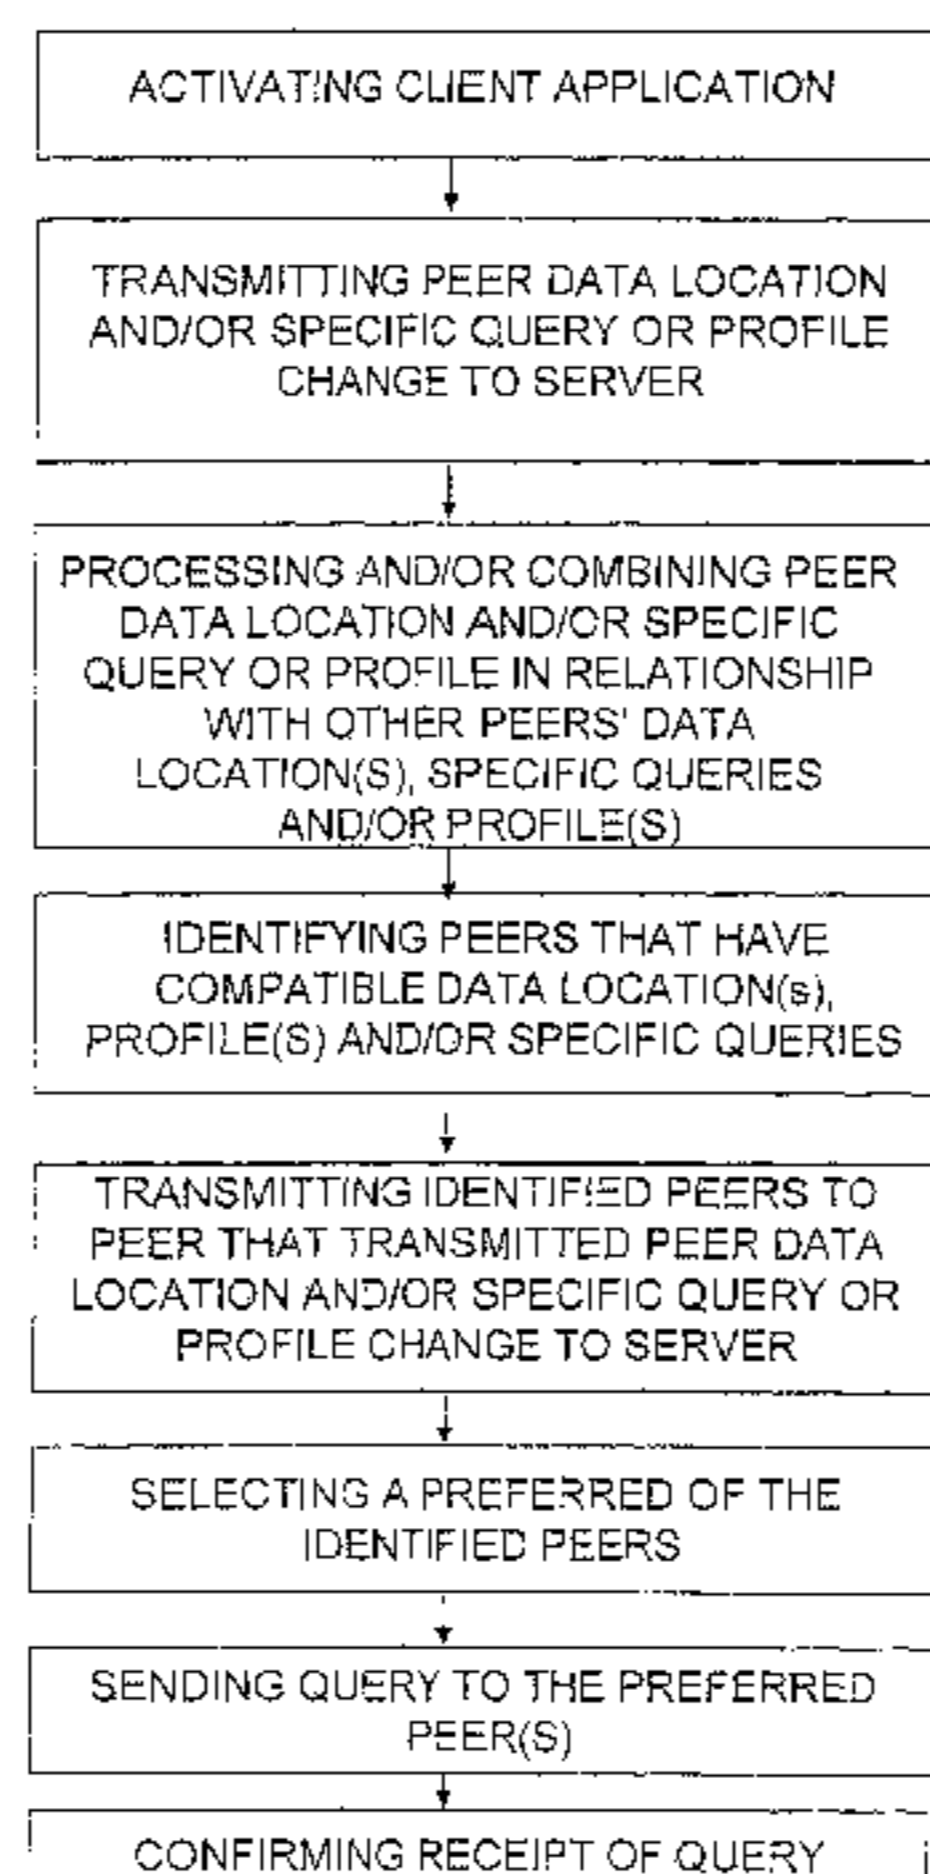 ACTIVATING CLIENT APPLICATION
TRANSMITTING PEER DATA LOCATION
AND/OR SPECIFIC QUERY OR PROFILE
CHANGE TO SERVER
PROCESSING AND/OR COMBINING PEER
DATA LOCATION AND/OR SPECIFIC
QUERY OR PROFILE IN RELATIONSHIP
WITH OTHER PEERS' DATA
LOCATION(S), SPECIFIC QUERIES
AND/OR PROFILE(S)
IDENTIFYING PEERS THAT HAVE
COMPATIBLE DATA LOCATION(s),
PROFILE(S) AND/OR SPECIFIC QUERIES
TRANSMITTING IDENTIFIED PEERS TO
PEER THAT TRANSMITTED PEER DATA
LOCATION AND/OR SPECIFIC QUERY OR
PROFILE CHANGE TO SERVER
SELECTING A PREFERRED OF THE
IDENTIFIED PEERS
SENDING QUERY TO THE PREFERRED
PEER(S)
CONFIRMING RECEIPT OF QUERY